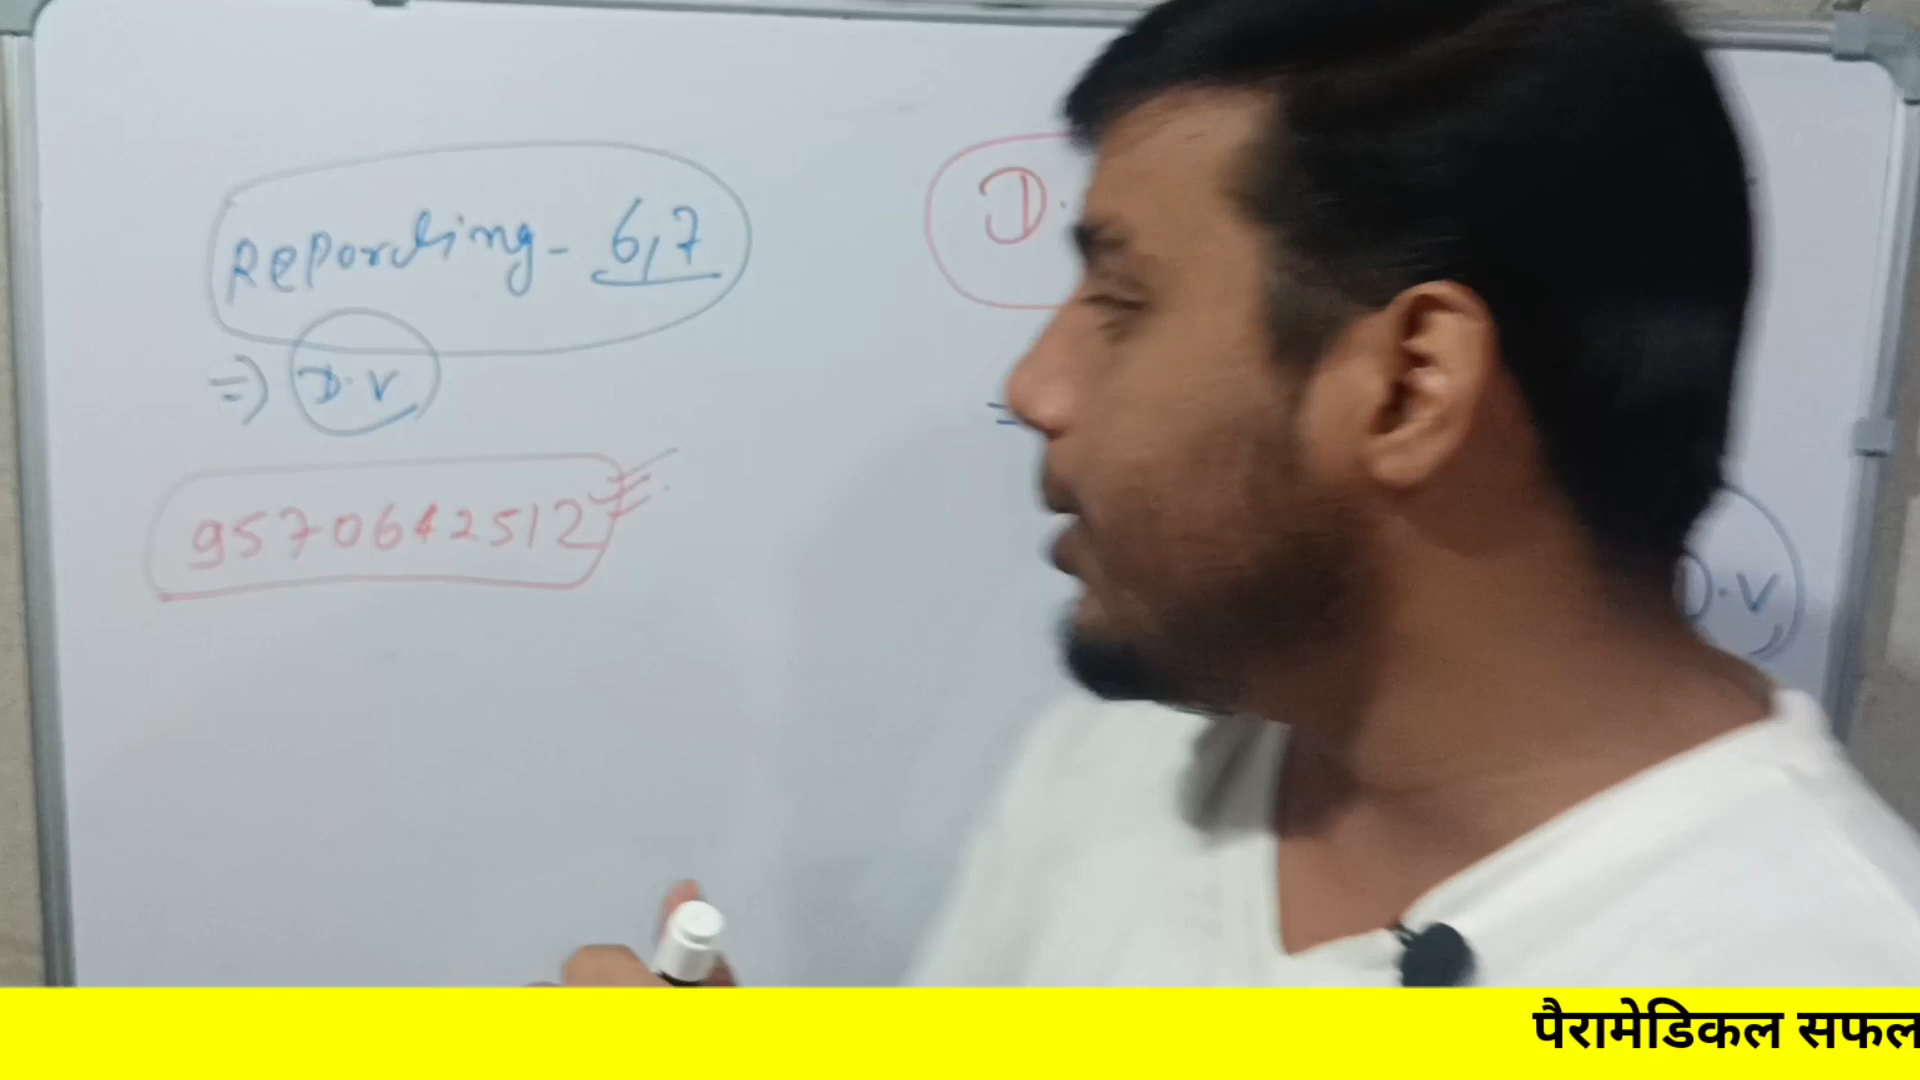 Reporting - 6,7
D.
=> D.V
9570642512
D.V
पैरामेडिकल सफल